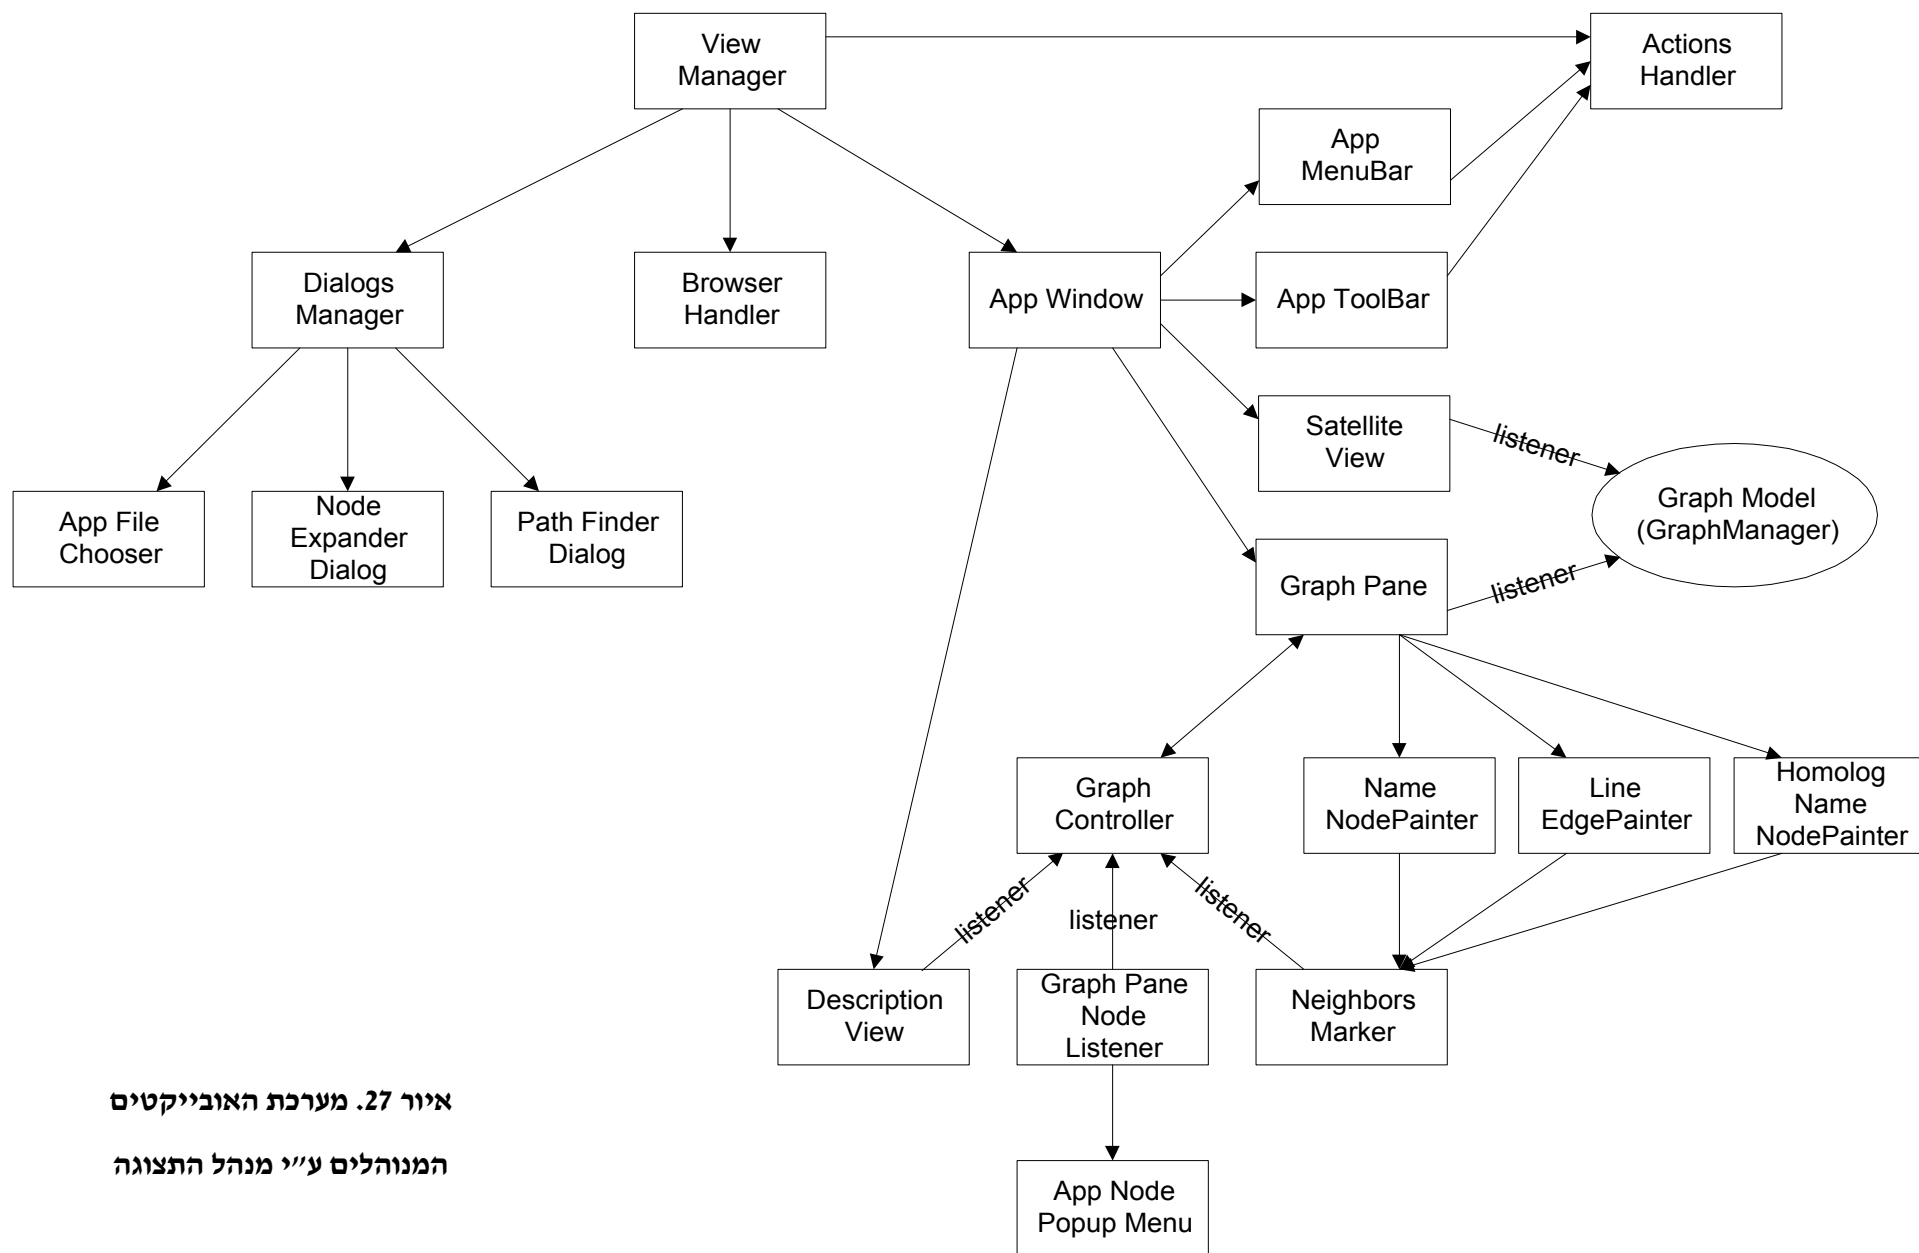 View
Manager
Actions
Handler
App
MenuBar
Dialogs
Manager
Browser
Handler
App Window
App ToolBar
Satellite
View
listener
Graph Model
(GraphManager)
App File
Chooser
Node
Expander
Dialog
Path Finder
Dialog
Graph Pane
listener
Graph
Controller
Name
NodePainter
Line
EdgePainter
Homolog
Name
NodePainter
listener
listener
listener
Description
View
Graph Pane
Node
Listener
Neighbors
Marker
איור 27. מערכת האובייקטים
המנוהלים ע״י מנהל התצוגה
App Node
Popup Menu